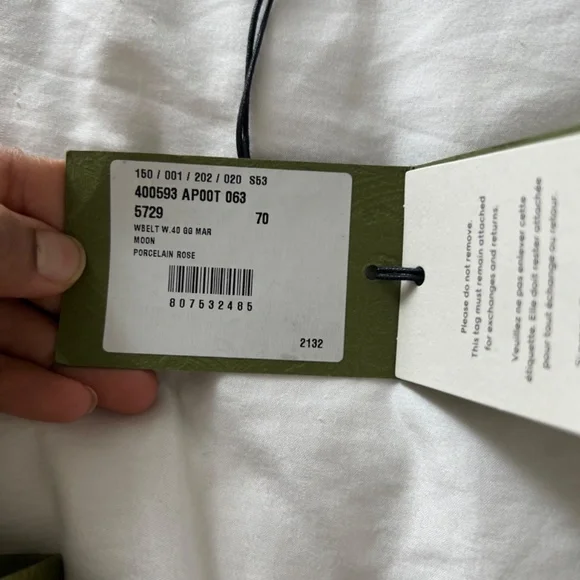 150 / 001 / 202 / 020 S53
400593 AP00T 063
5729 70
WBELT W.40 GG MAR
MOON
PORCELAIN ROSE
807532485
2132
Please do not remove.
This tag must remain attached
for exchanges and returns.
Veuillez ne pas enlever cette
étiquette. Elle doit rester attachée
pour tout échange ou retour.